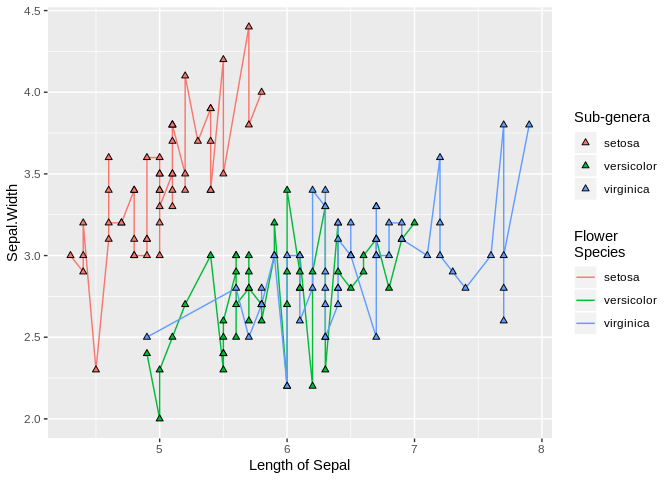 4.5
4.0
3.5
3.0
2.5
2.0
Sepal.Width
5
6
7
8
Length of Sepal
Sub-genera
setosa
versicolor
virginica
Flower
Species
setosa
versicolor
virginica